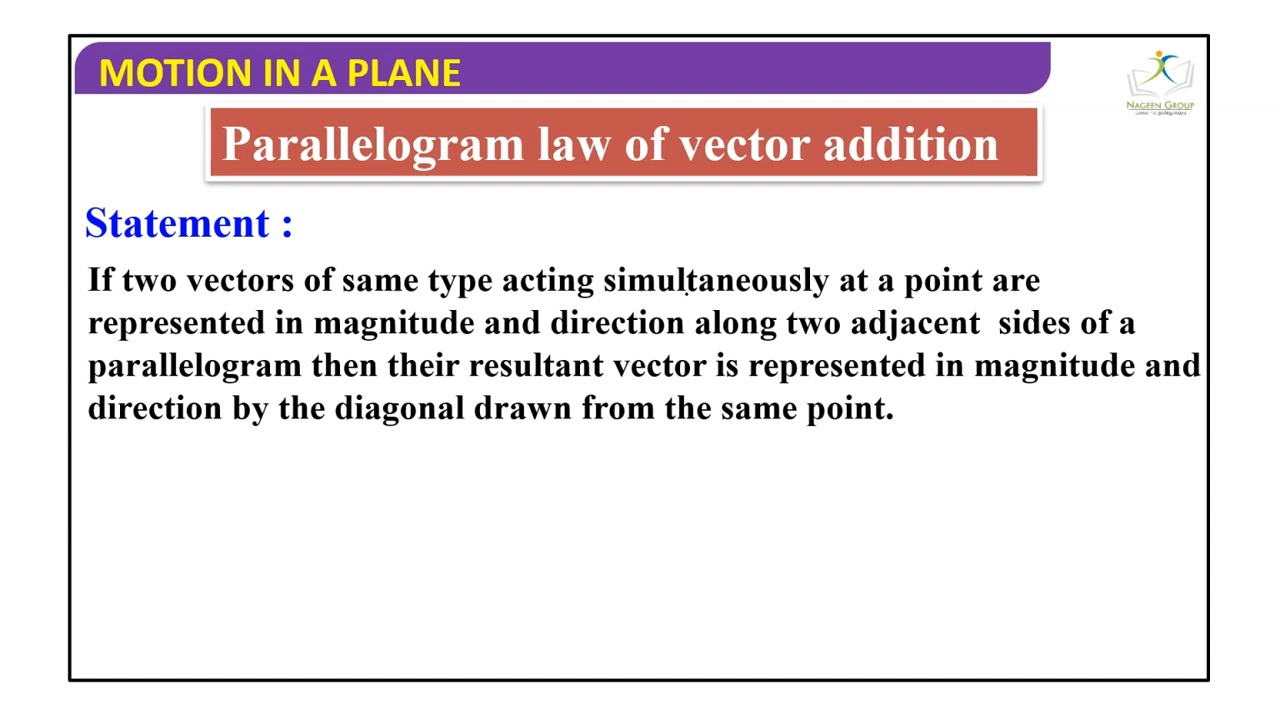 MOTION IN A PLANE
NAGEEN GROUP
Parallelogram law of vector addition
Statement :
If two vectors of same type acting simultaneously at a point are
represented in magnitude and direction along two adjacent sides of a
parallelogram then their resultant vector is represented in magnitude and
direction by the diagonal drawn from the same point.